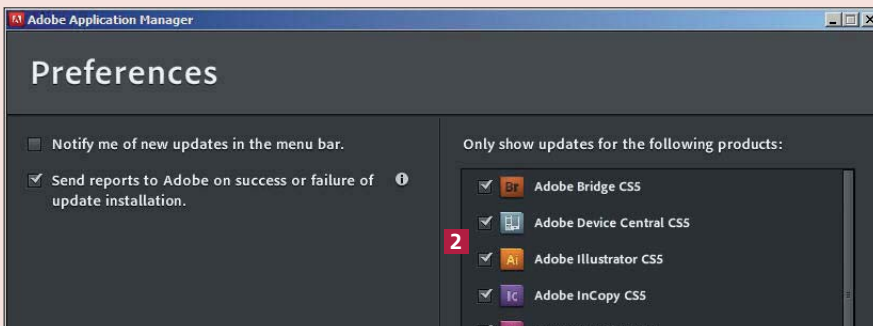 Adobe Application Manager
Preferences
Notify me of new updates in the menu bar.
Send reports to Adobe on success or failure of
update installation.
Only show updates for the following products:
Br Adobe Bridge CS5
Adobe Device Central CS5
2
Ai Adobe Illustrator CS5
Ic Adobe InCopy CS5